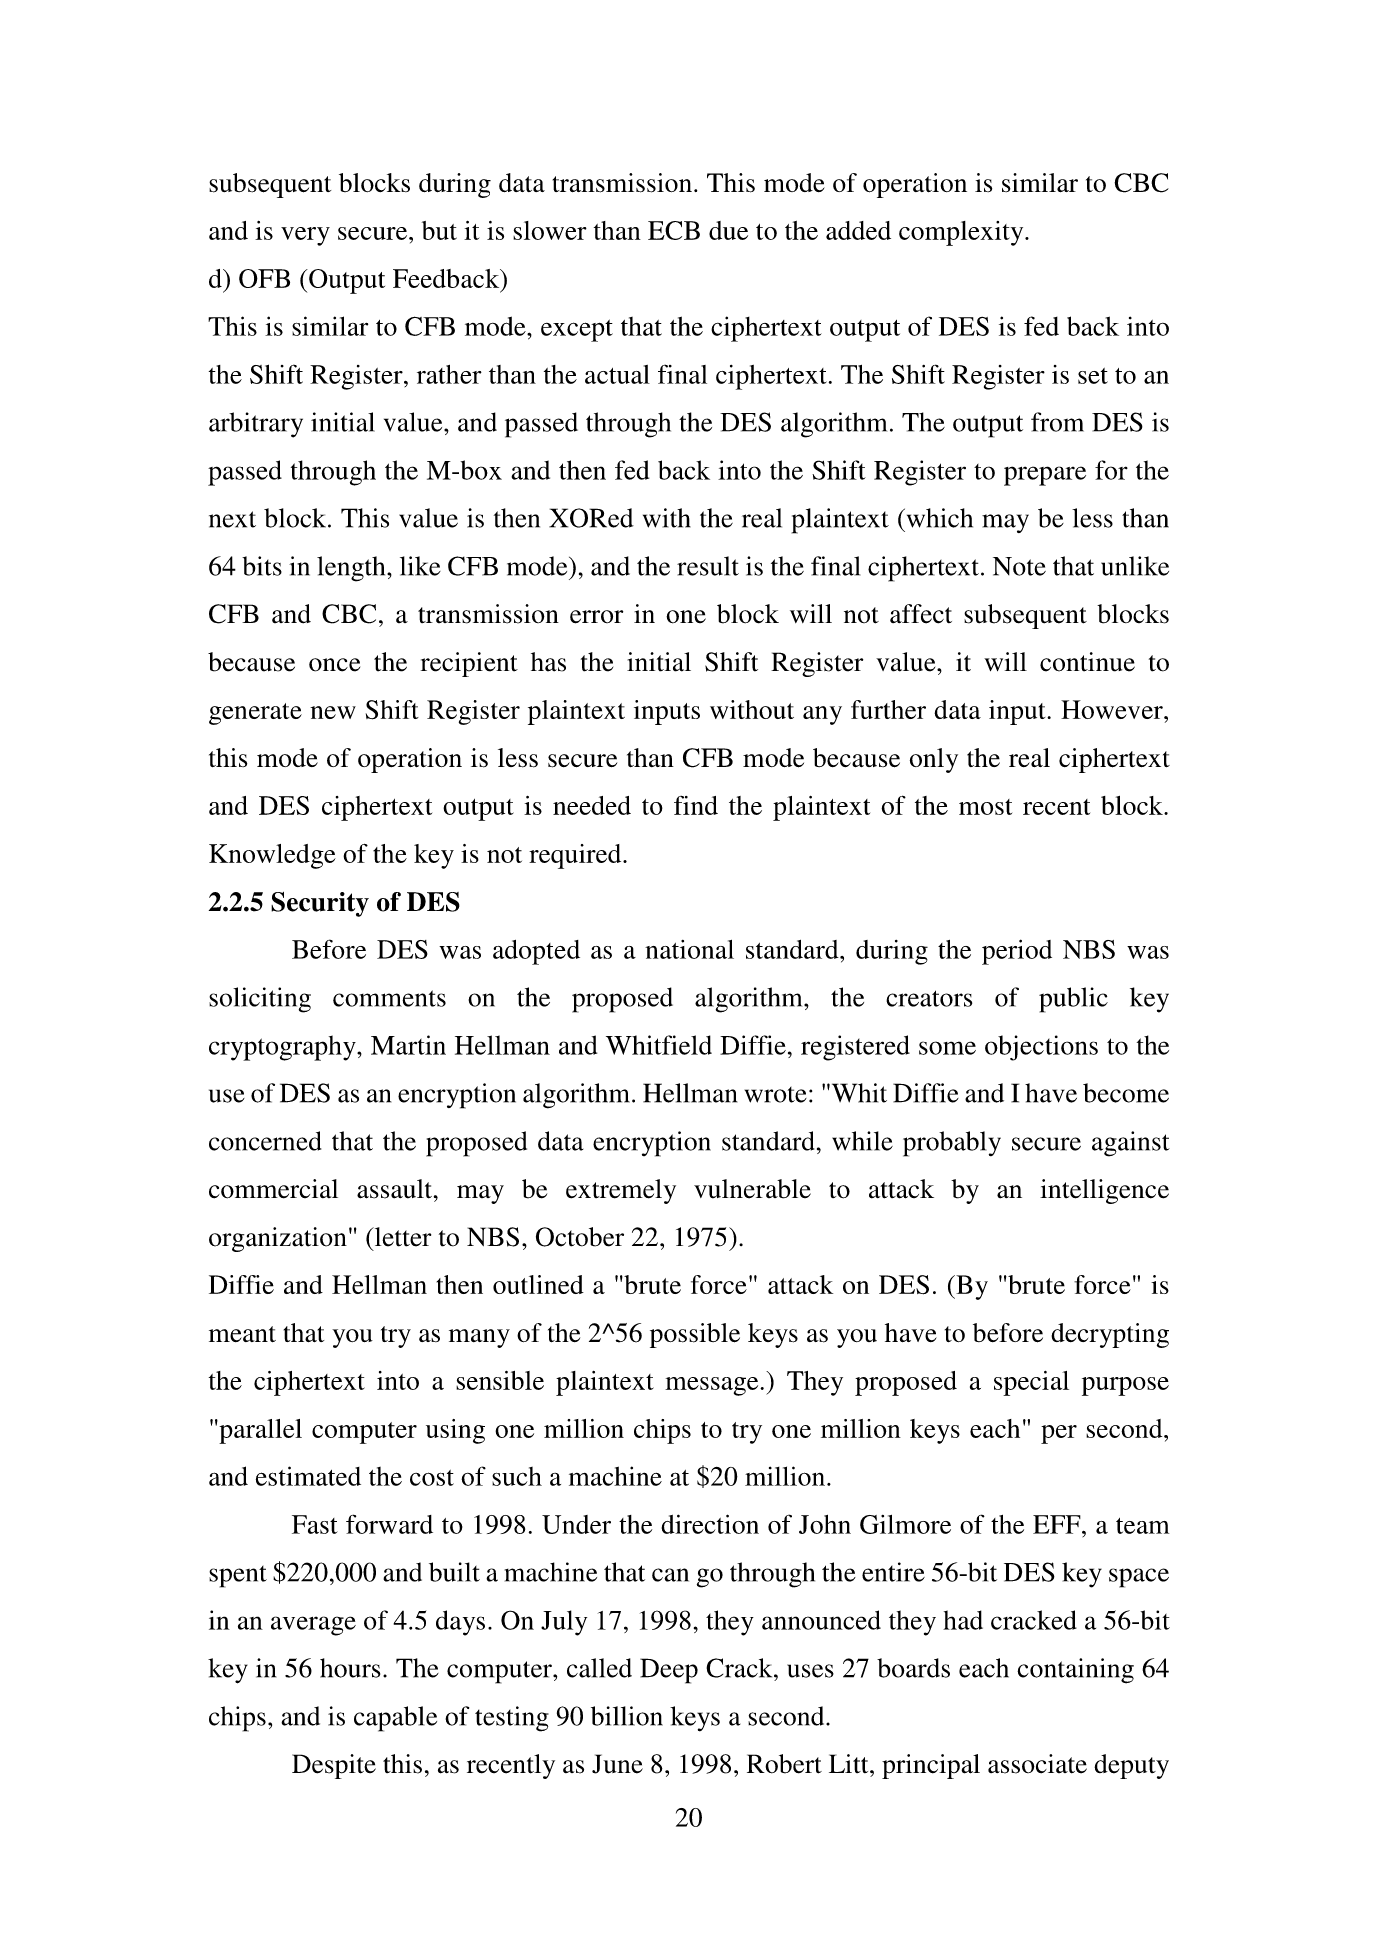 subsequent blocks during data transmission. This mode of operation is similar to CBC
and is very secure, but it is slower than ECB due to the added complexity.
d) OFB (Output Feedback)
This is similar to CFB mode, except that the ciphertext output of DES is fed back into
the Shift Register, rather than the actual final ciphertext. The Shift Register is set to an
arbitrary initial value, and passed through the DES algorithm. The output from DES is
passed through the M-box and then fed back into the Shift Register to prepare for the
next block. This value is then XORed with the real plaintext (which may be less than
64 bits in length, like CFB mode), and the result is the final ciphertext. Note that unlike
CFB and CBC, a transmission error in one block will not affect subsequent blocks
because once the recipient has the initial Shift Register value, it will continue to
generate new Shift Register plaintext inputs without any further data input. However,
this mode of operation is less secure than CFB mode because only the real ciphertext
and DES ciphertext output is needed to find the plaintext of the most recent block.
Knowledge of the key is not required.
2.2.5 Security of DES
Before DES was adopted as a national standard, during the period NBS was
soliciting comments on the proposed algorithm, the creators of public key
cryptography, Martin Hellman and Whitfield Diffie, registered some objections to the
use of DES as an encryption algorithm. Hellman wrote: "Whit Diffie and I have become
concerned that the proposed data encryption standard, while probably secure against
commercial assault, may be extremely vulnerable to attack by an intelligence
organization" (letter to NBS, October 22, 1975).
Diffie and Hellman then outlined a "brute force" attack on DES. (By "brute force" is
meant that you try as many of the 2^56 possible keys as you have to before decrypting
the ciphertext into a sensible plaintext message.) They proposed a special purpose
"parallel computer using one million chips to try one million keys each" per second,
and estimated the cost of such a machine at $20 million.
Fast forward to 1998. Under the direction of John Gilmore of the EFF, a team
spent $220,000 and built a machine that can go through the entire 56-bit DES key space
in an average of 4.5 days. On July 17, 1998, they announced they had cracked a 56-bit
key in 56 hours. The computer, called Deep Crack, uses 27 boards each containing 64
chips, and is capable of testing 90 billion keys a second.
Despite this, as recently as June 8, 1998, Robert Litt, principal associate deputy
20